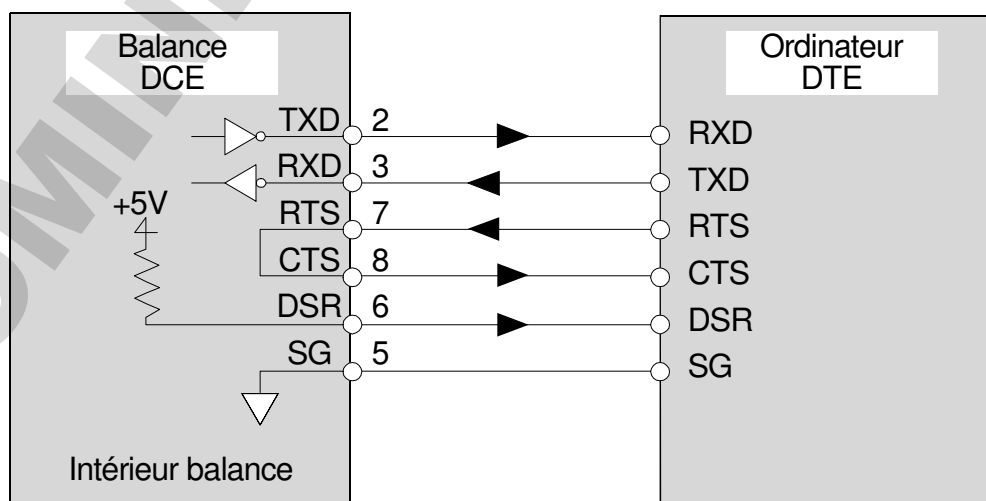 Balance
DCE
Ordinateur
DTE
TXD 2 RXD
RXD 3 TXD
+5V
RTS 7 RTS
CTS 8 CTS
DSR 6 DSR
SG 5 SG
Intérieur balance